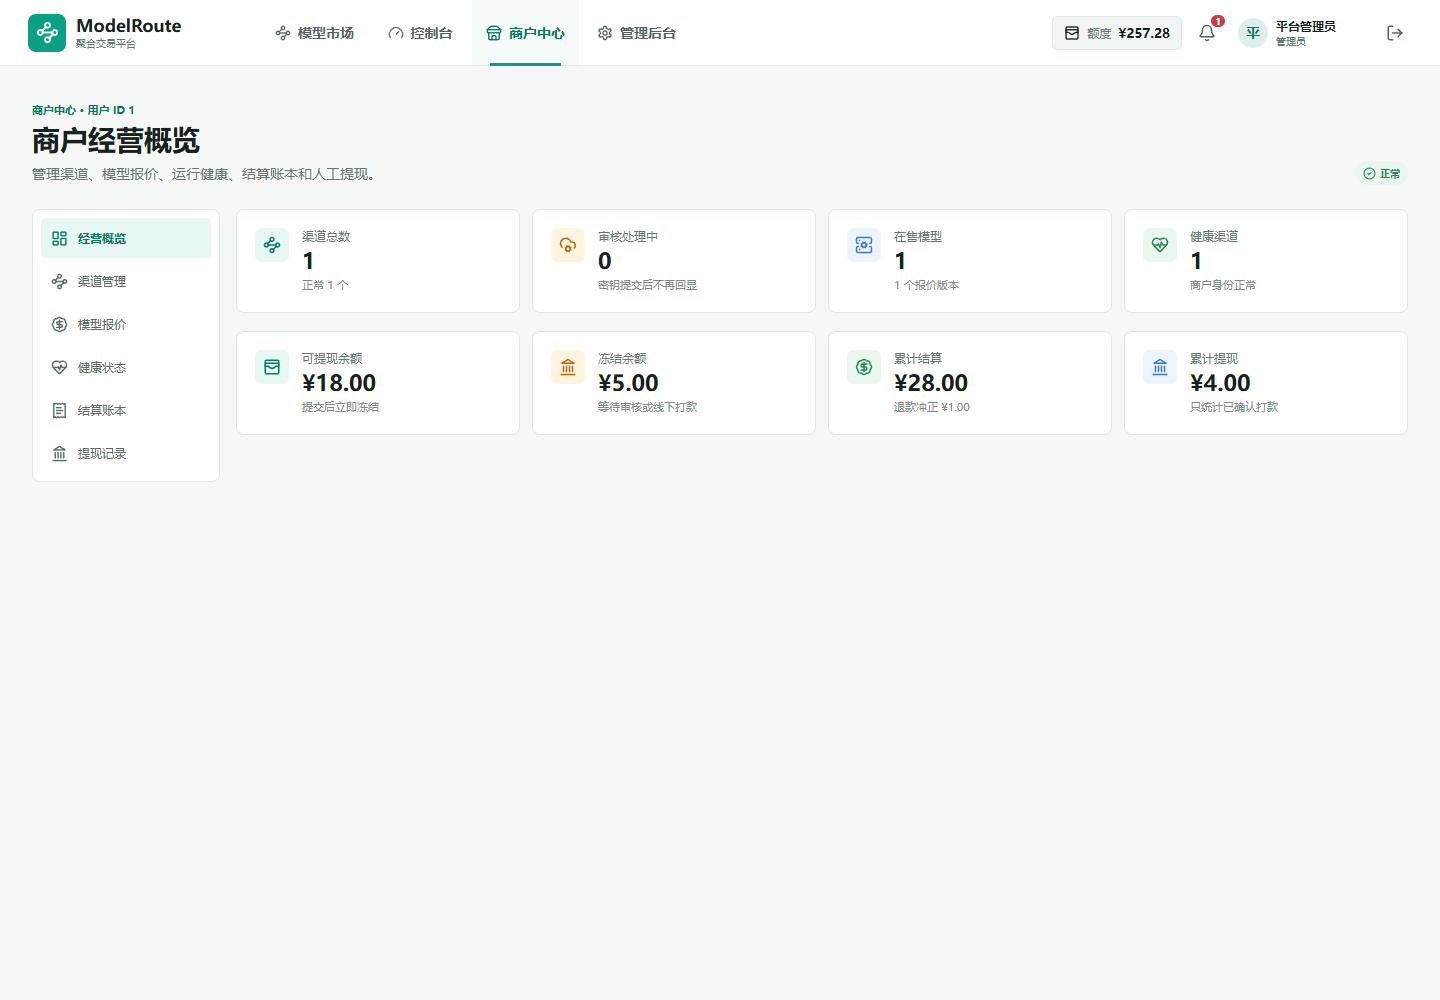 ModelRoute
聚合交易平台
模型市场
控制台
商户中心
管理后台
额度 ¥257.28
1
平
平台管理员
管理员
商户中心 • 用户 ID 1
商户经营概览
管理渠道、模型报价、运行健康、结算账本和人工提现。
正常
经营概览
渠道管理
模型报价
健康状态
结算账本
提现记录
渠道总数
1
正常 1 个
审核处理中
0
密钥提交后不再回显
在售模型
1
1 个报价版本
健康渠道
1
商户身份正常
可提现余额
¥18.00
提交后立即冻结
冻结余额
¥5.00
等待审核或线下打款
累计结算
¥28.00
退款冲正 ¥1.00
累计提现
¥4.00
只统计已确认打款